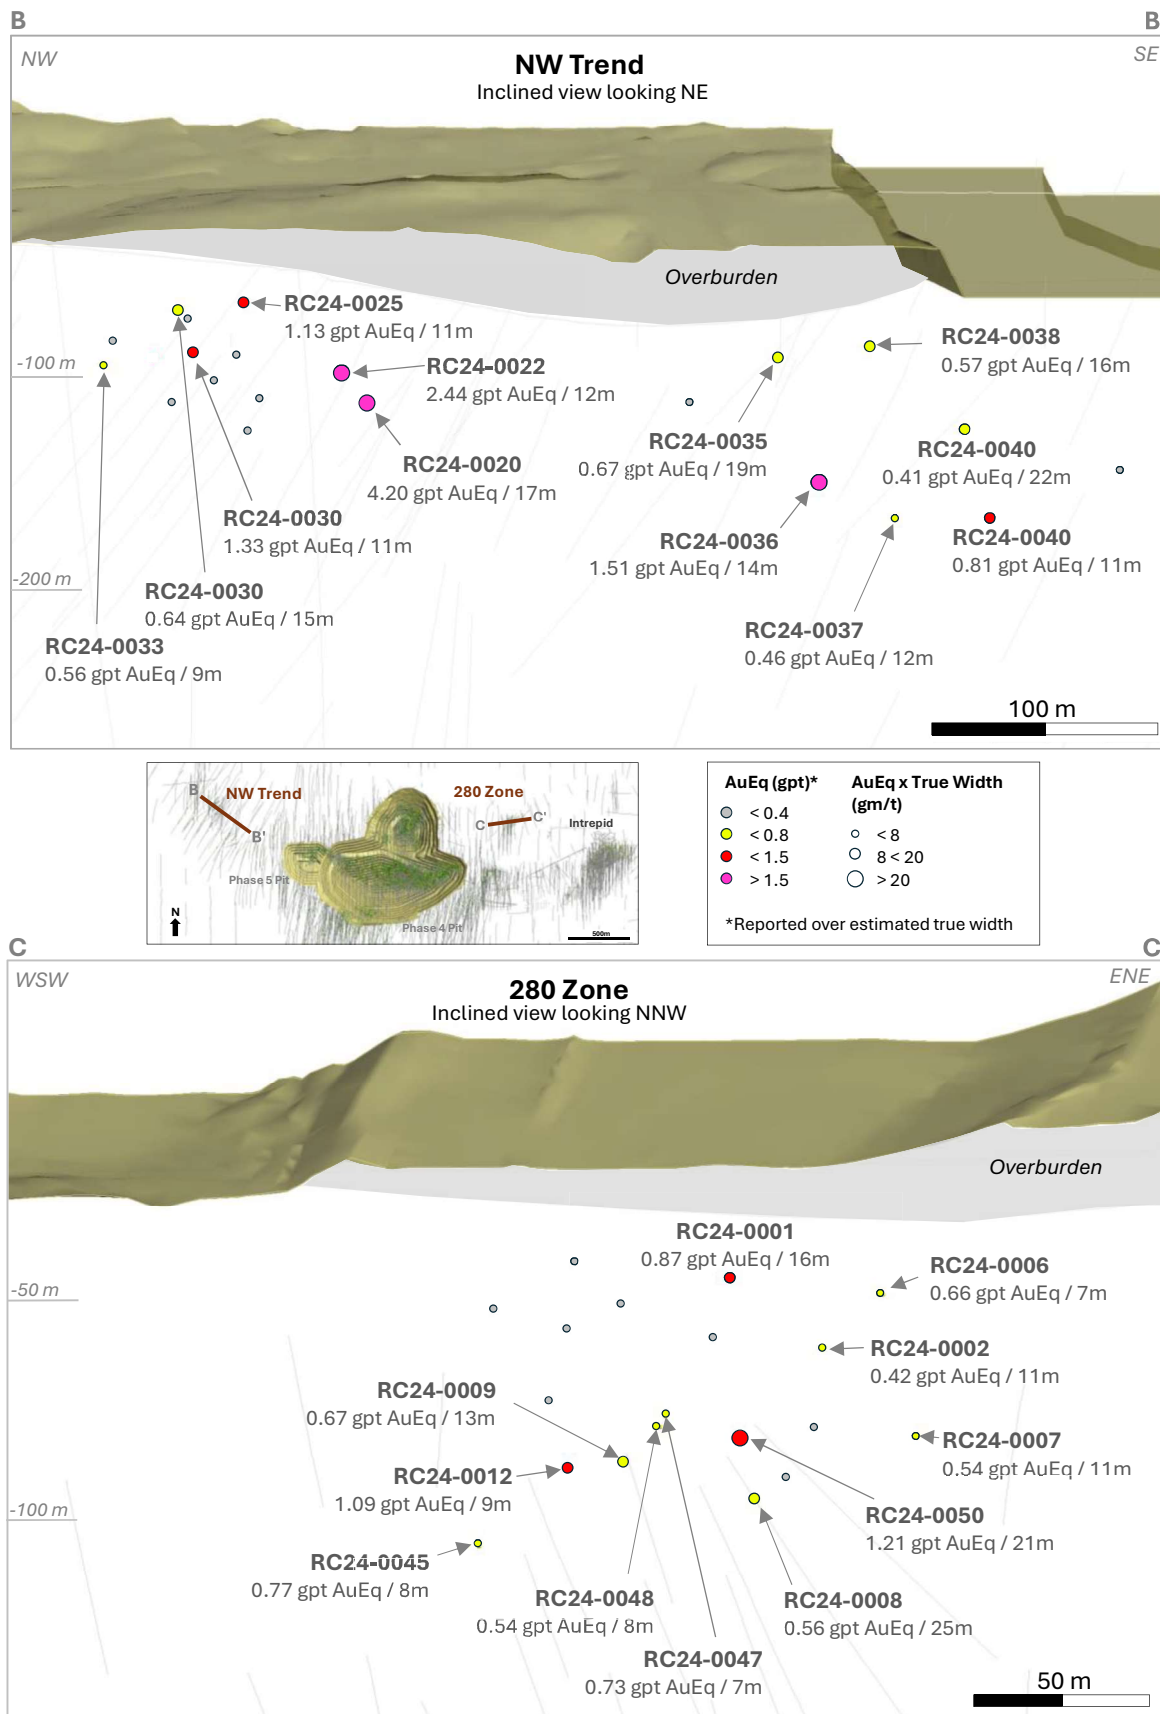 B
B
NW
SE
NW Trend
Inclined view looking NE
Overburden
RC24-0025
1.13 gpt AuEq / 11m
RC24-0022
2.44 gpt AuEq / 12m
RC24-0020
4.20 gpt AuEq / 17m
RC24-0030
1.33 gpt AuEq / 11m
RC24-0030
0.64 gpt AuEq / 15m
RC24-0033
0.56 gpt AuEq / 9m
-100 m
-200 m
RC24-0038
0.57 gpt AuEq / 16m
RC24-0035
0.67 gpt AuEq / 19m
RC24-0040
0.41 gpt AuEq / 22m
RC24-0036
1.51 gpt AuEq / 14m
RC24-0040
0.81 gpt AuEq / 11m
RC24-0037
0.46 gpt AuEq / 12m
100 m
B
NW Trend
B'
280 Zone
C
C'
Intrepid
Phase 5 Pit
Phase 4 Pit
N
500m
AuEq (gpt)*
< 0.4
< 0.8
< 1.5
> 1.5
AuEq x True Width
(gm/t)
< 8
8 < 20
> 20
*Reported over estimated true width
C
C
WSW
ENE
280 Zone
Inclined view looking NNW
Overburden
RC24-0001
0.87 gpt AuEq / 16m
RC24-0006
0.66 gpt AuEq / 7m
-50 m
RC24-0002
0.42 gpt AuEq / 11m
RC24-0009
0.67 gpt AuEq / 13m
RC24-0007
0.54 gpt AuEq / 11m
RC24-0012
1.09 gpt AuEq / 9m
-100 m
RC24-0050
1.21 gpt AuEq / 21m
RC24-0045
0.77 gpt AuEq / 8m
RC24-0048
0.54 gpt AuEq / 8m
RC24-0008
0.56 gpt AuEq / 25m
RC24-0047
0.73 gpt AuEq / 7m
50 m